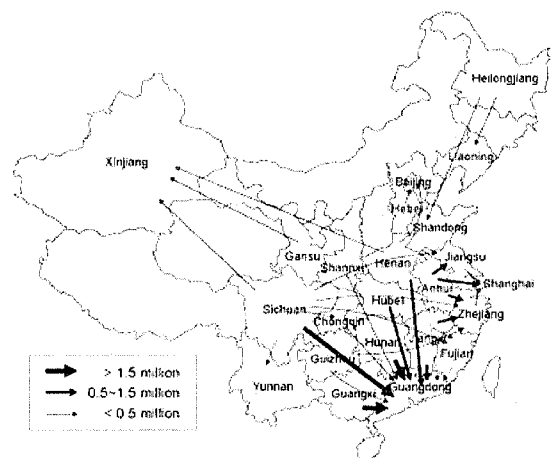 Heilongjiang
Liaoning
Xinjiang
Beijing
Hebei
Shandong
Gansu
Shannxi
Henan
Jiangsu
Anhui
Shanghai
Sichuan
Chongqin
Hubei
Zhejiang
Hunan
Fujian
Guizhou
Yunnan
Guangxi
Guangdong
> 1.5 million
0.5~1.5 million
< 0.5 million